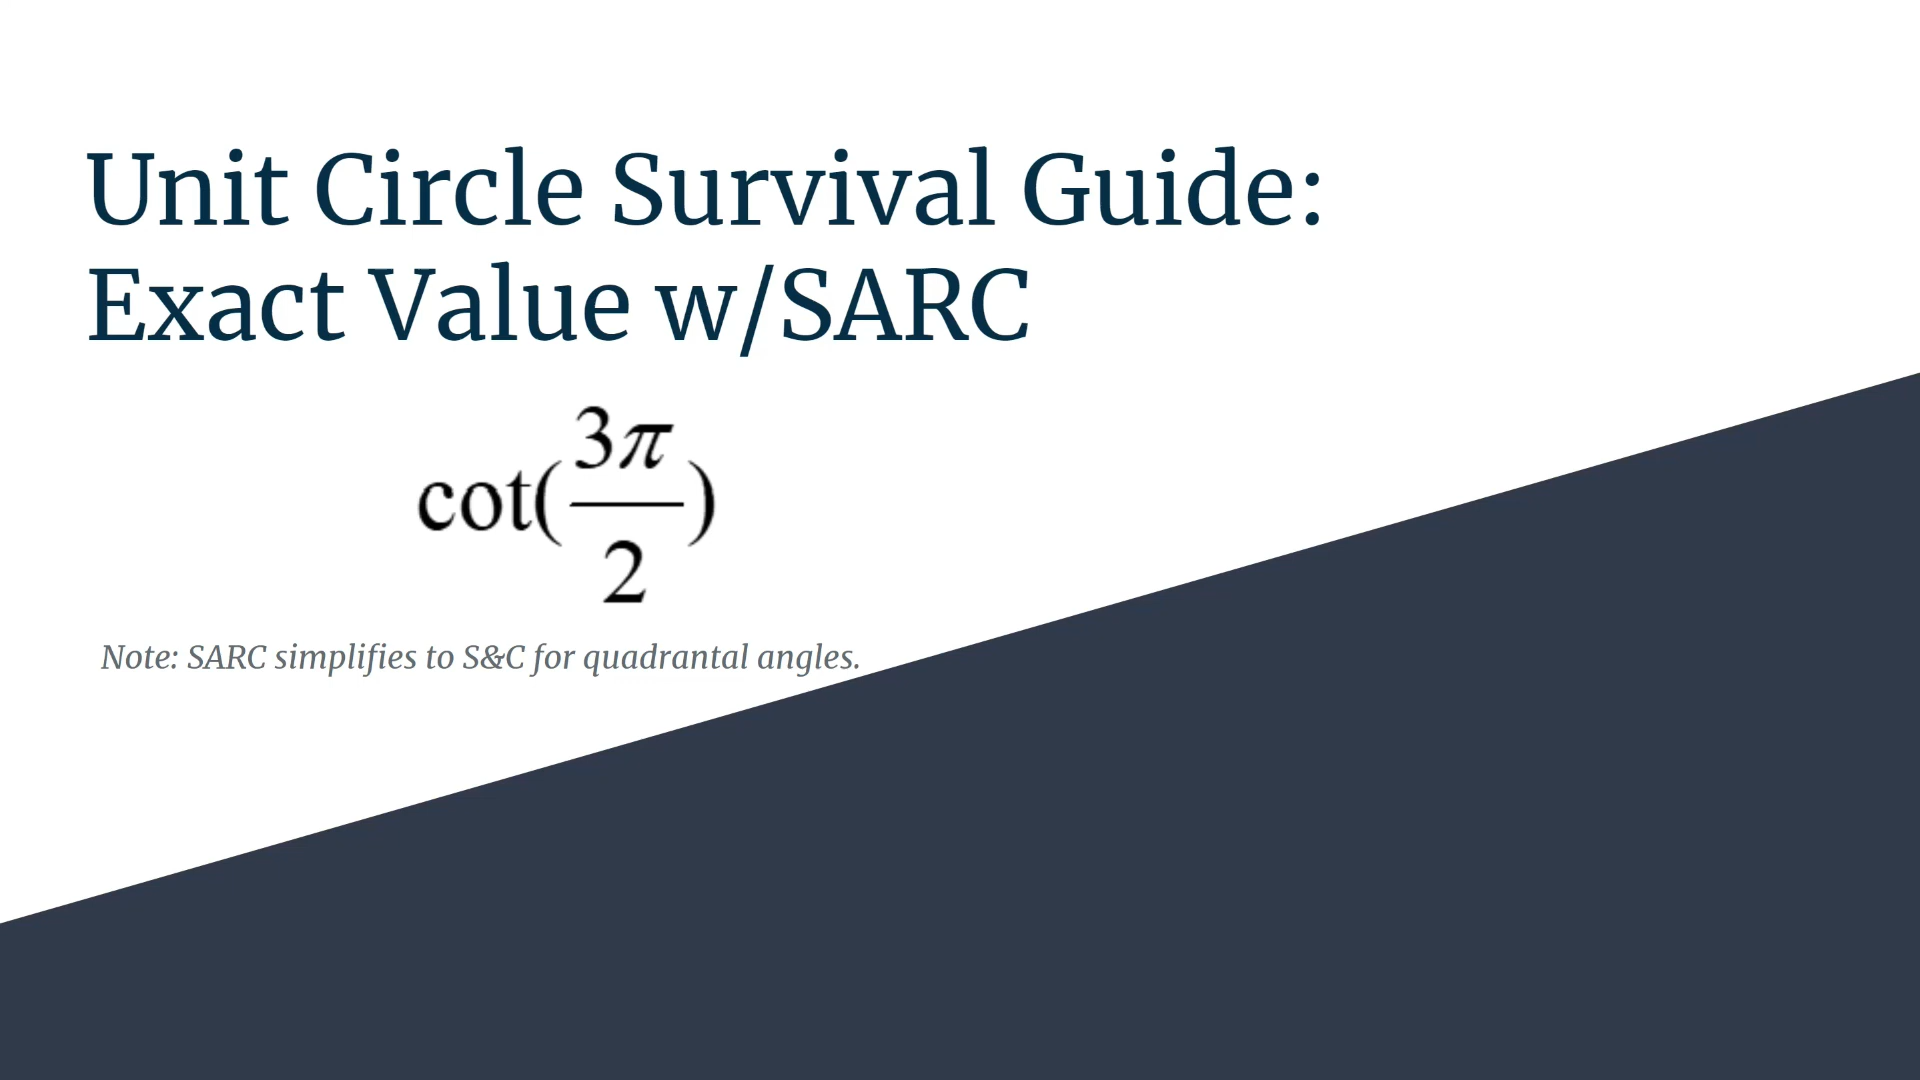 Unit Circle Survival Guide:
Exact Value w/SARC
cot(3π/2)
Note: SARC simplifies to S&C for quadrantal angles.